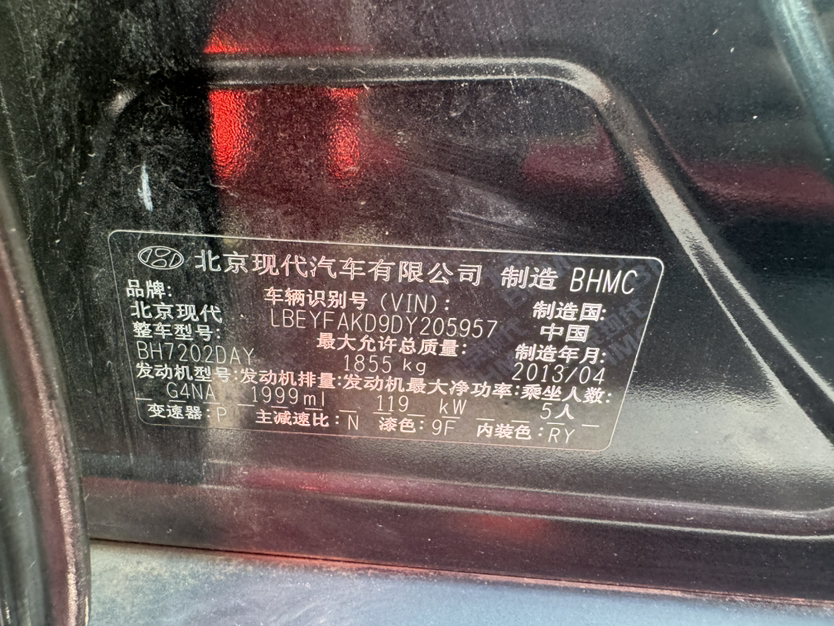 北京现代汽车有限公司 制造 BHMC
品牌: 车辆识别号 (VIN): 制造国:
北京现代 LBEYFAKD9DY205957 中国
整车型号: 最大允许总质量: 制造年月:
BH7202DAY 1855 kg 2013/04
发动机型号: 发动机排量: 发动机最大净功率: 乘坐人数:
G4NA 1999ml 119 kW 5人
变速器: P 主减速比: N 漆色: 9F 内装色: RY